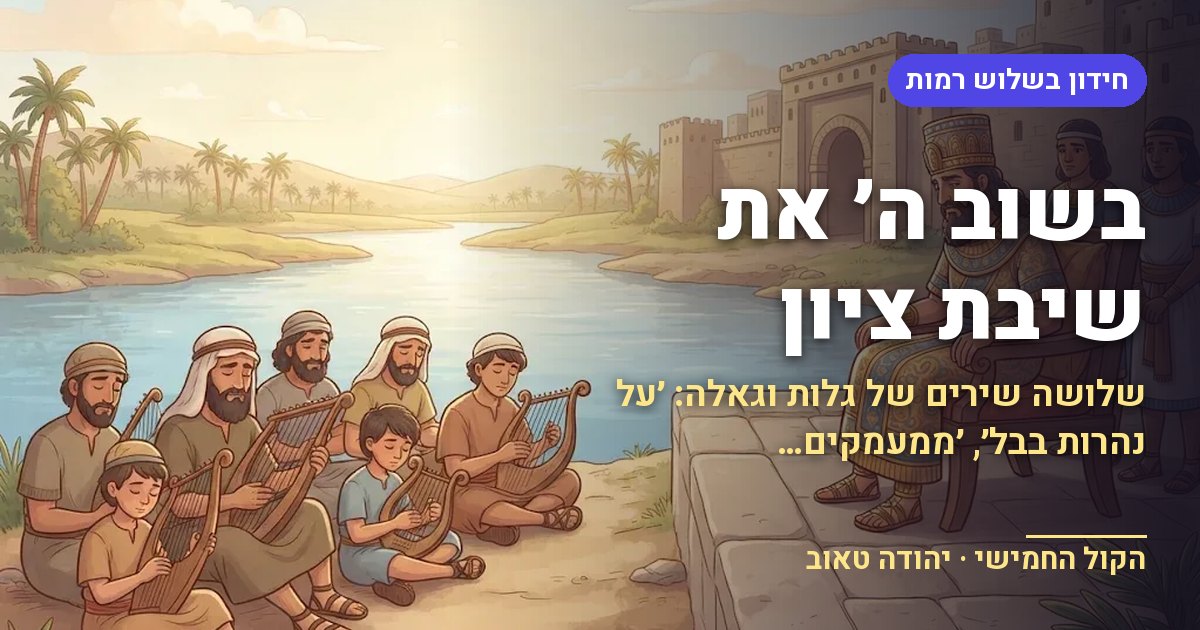 חידון בשלוש רמות
בשוב ה׳ את
שיבת ציון
שלושה שירים של גלות וגאלה: ׳על
נהרות בבל׳, ׳ממעמקים...
הקול החמישי · יהודה טאוב